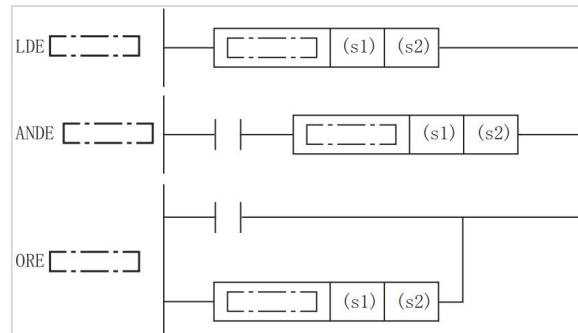 LDE (s1) (s2)
ANDE (s1) (s2)
ORE (s1) (s2)